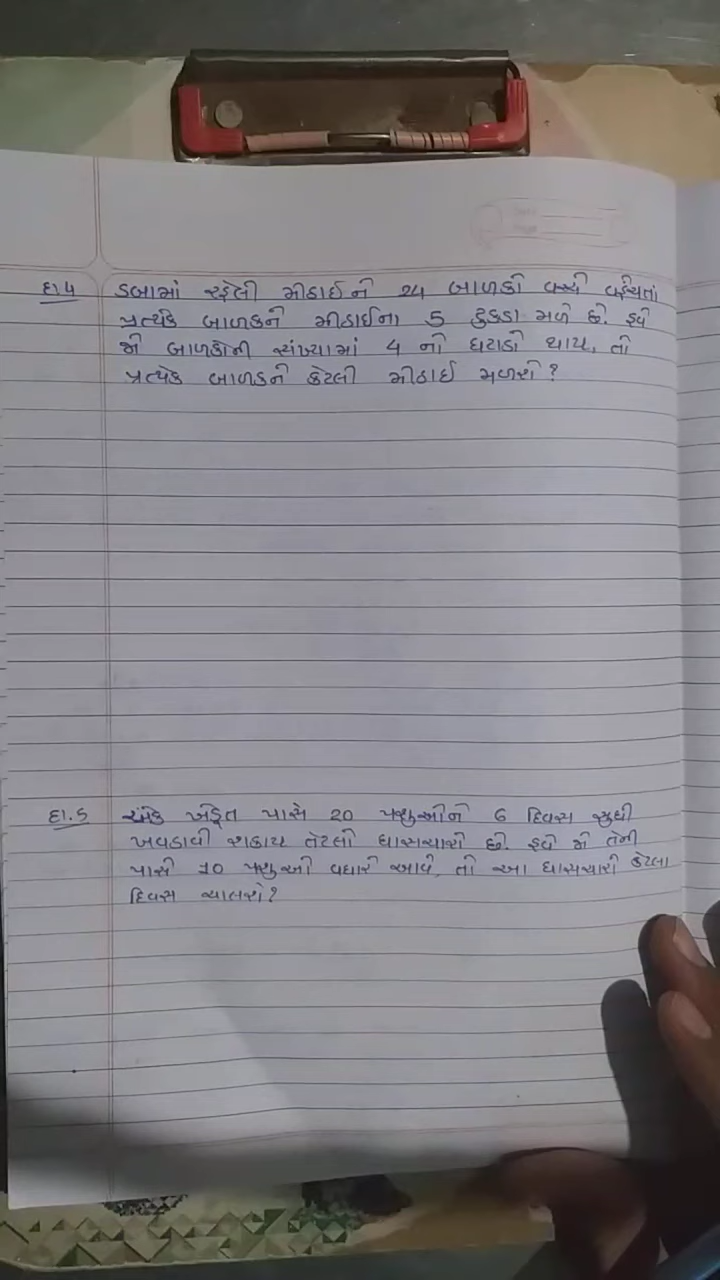 દા.4 ડબામાં રહેલી મીઠાઈને 24 બાળકો વચ્ચે વહેંચતાં
પ્રત્યેક બાળકને મીઠાઈના 5 ટુકડા મળે છે. હવે
જો બાળકોની સંખ્યામાં 4 નો ઘટાડો થાય, તો
પ્રત્યેક બાળકને કેટલી મીઠાઈ મળશે?
દા.5 એક ખેડૂત પાસે 20 પશુઓને 6 દિવસ સુધી
ખવડાવી શકાય તેટલો ઘાસચારો છે. હવે જો તેની
પાસે 10 પશુઓ વધારે આવે, તો આ ઘાસચારો કેટલા
દિવસ ચાલશે?